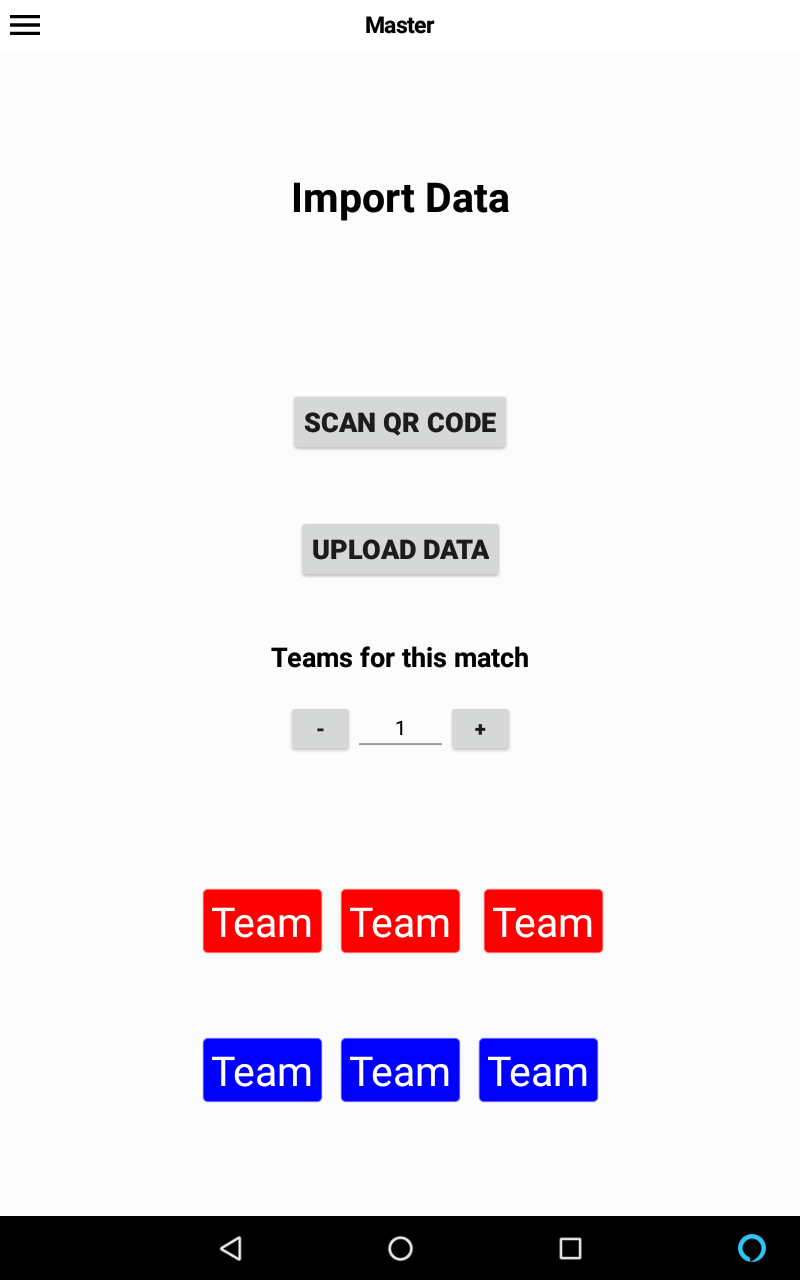 Master
Import Data
SCAN QR CODE
UPLOAD DATA
Teams for this match
- 1 +
Team Team Team
Team Team Team